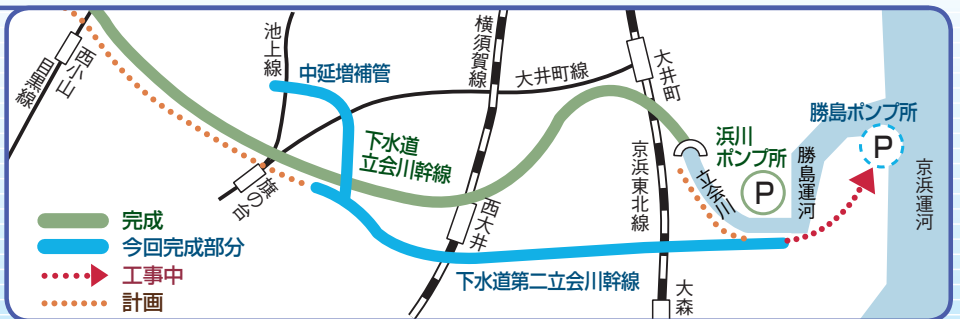 西小山
目黒線
池上線
中延増補管
横須賀線
大井町線
大井町
下水道
立会川幹線
旗の台
西大井
京浜東北線
浜川
ポンプ所
立会川
P
勝島運河
勝島ポンプ所
P
京浜運河
下水道第二立会川幹線
大森
完成
今回完成部分
工事中
計画